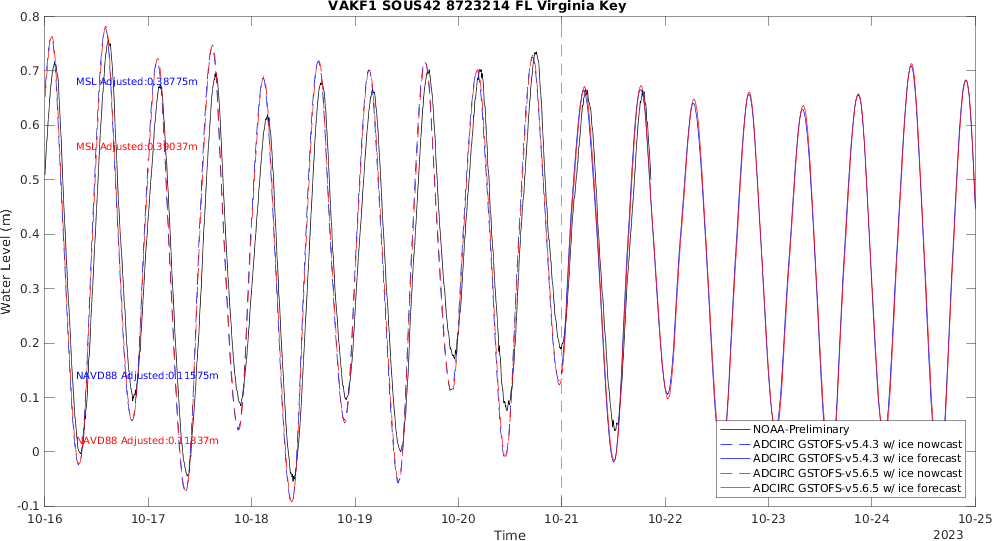 VAKF1 SOUS42 8723214 FL Virginia Key
Water Level (m)
0.8
0.7
0.6
0.5
0.4
0.3
0.2
0.1
0
-0.1
MSL Adjusted:0.38775m
MSL Adjusted:0.39037m
NAVD88 Adjusted:0.11575m
NAVD88 Adjusted:0.11837m
NOAA-Preliminary
ADCIRC GSTOFS-v5.4.3 w/ ice nowcast
ADCIRC GSTOFS-v5.4.3 w/ ice forecast
ADCIRC GSTOFS-v5.6.5 w/ ice nowcast
ADCIRC GSTOFS-v5.6.5 w/ ice forecast
10-16 10-17 10-18 10-19 10-20 10-21 10-22 10-23 10-24 10-25
Time
2023